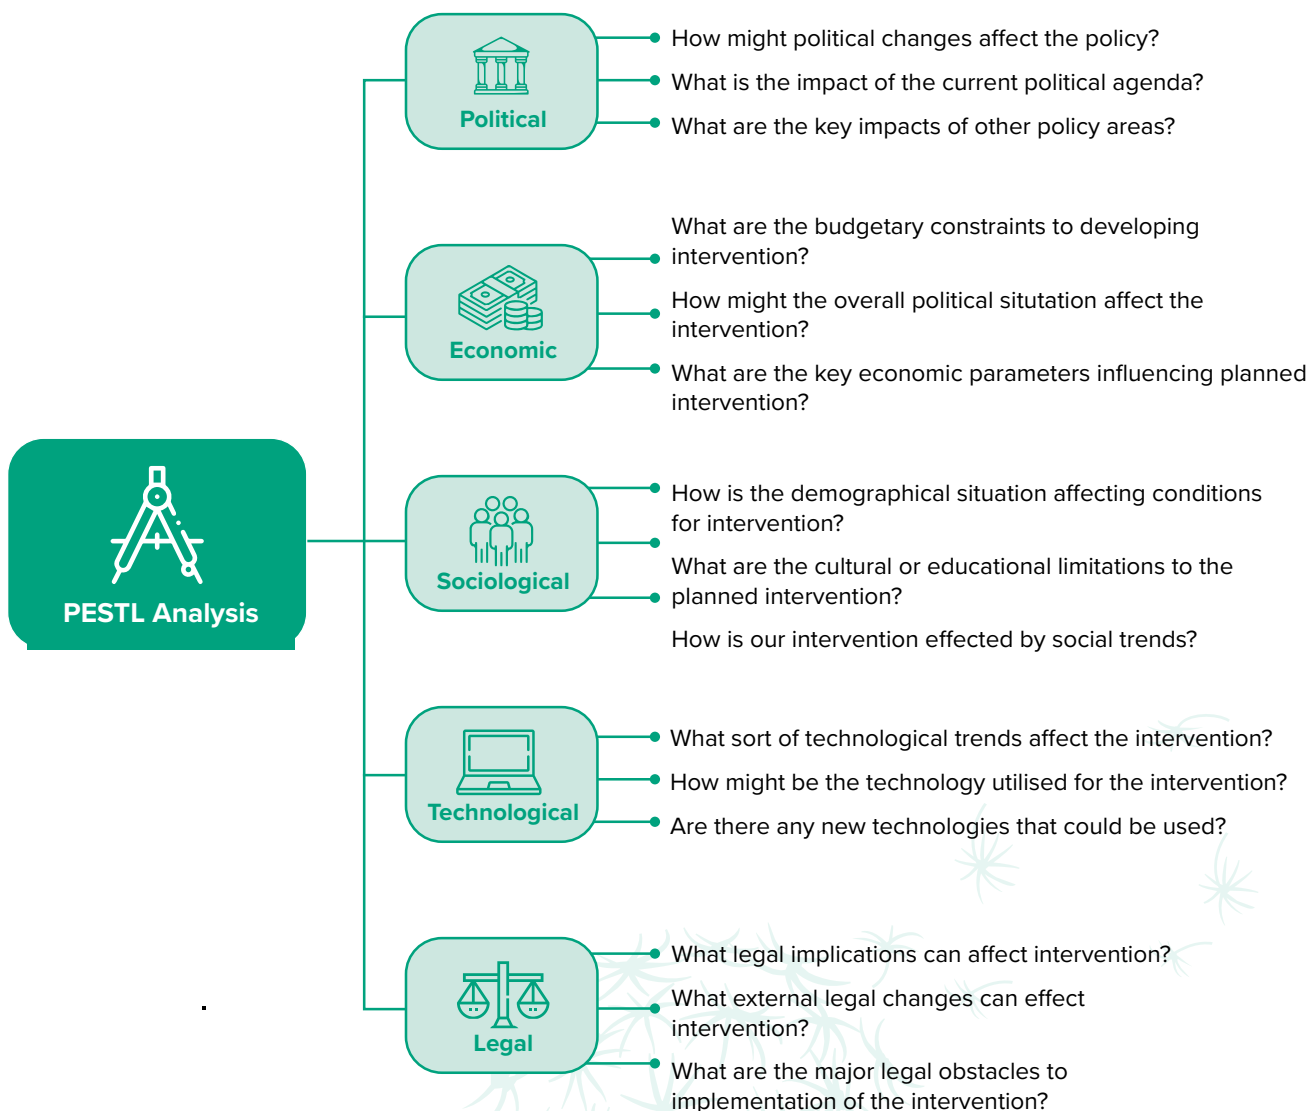 How might political changes affect the policy?
What is the impact of the current political agenda?
Political
What are the key impacts of other policy areas?
What are the budgetary constraints to developing
intervention?
How might the overall political situtation affect the
intervention?
Economic
What are the key economic parameters influencing planned
intervention?
PESTL Analysis
How is the demographical situation affecting conditions
for intervention?
Sociological
What are the cultural or educational limitations to the
planned intervention?
How is our intervention effected by social trends?
What sort of technological trends affect the intervention?
How might be the technology utilised for the intervention?
Technological
Are there any new technologies that could be used?
What legal implications can affect intervention?
What external legal changes can effect
intervention?
Legal
What are the major legal obstacles to
implementation of the intervention?